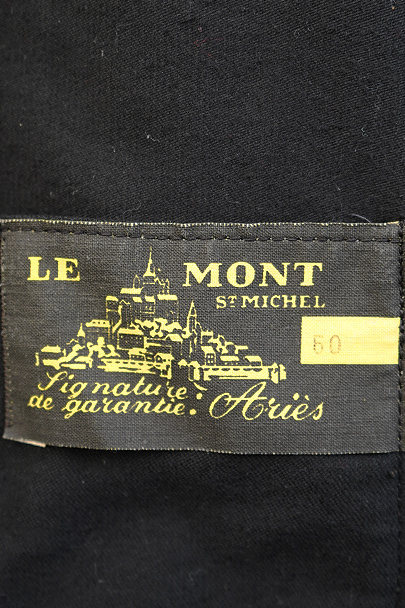 LE MONT
ST MICHEL
50
Signature
de garantie: Ariès